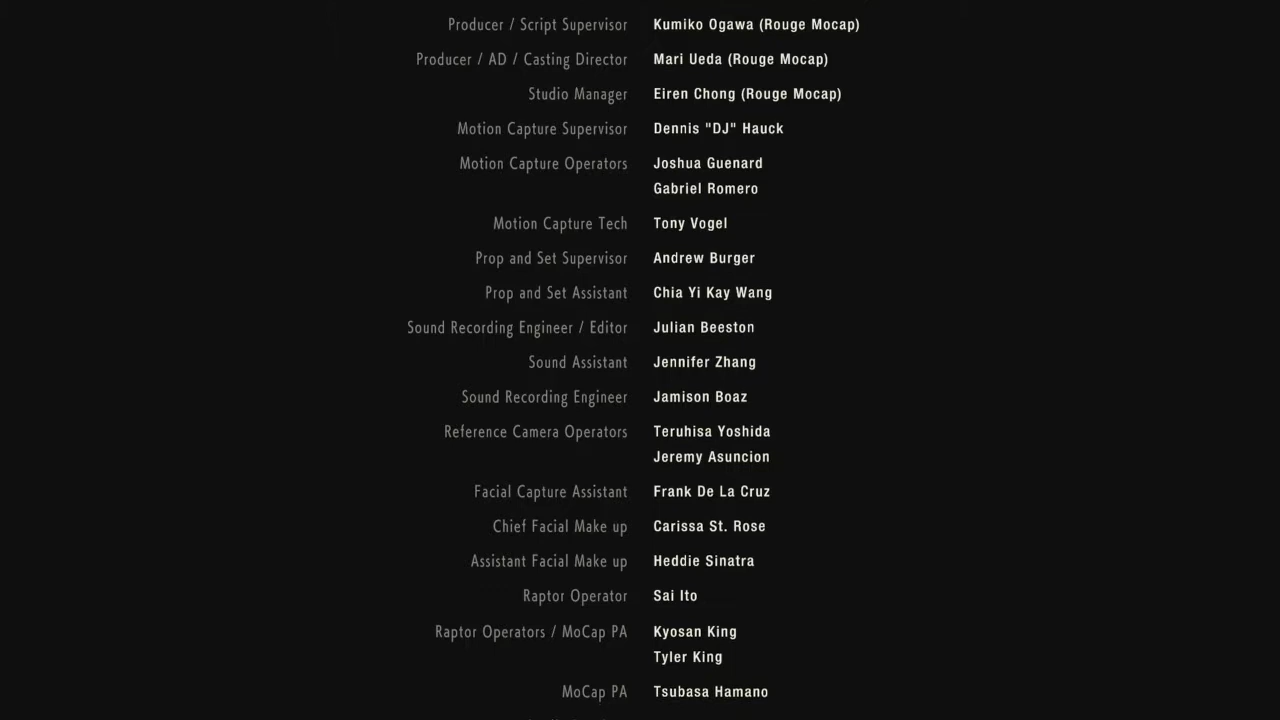 Producer / Script Supervisor Kumiko Ogawa (Rouge Mocap)
Producer / AD / Casting Director Mari Ueda (Rouge Mocap)
Studio Manager Eiren Chong (Rouge Mocap)
Motion Capture Supervisor Dennis "DJ" Hauck
Motion Capture Operators Joshua Guenard
Gabriel Romero
Motion Capture Tech Tony Vogel
Prop and Set Supervisor Andrew Burger
Prop and Set Assistant Chia Yi Kay Wang
Sound Recording Engineer / Editor Julian Beeston
Sound Assistant Jennifer Zhang
Sound Recording Engineer Jamison Boaz
Reference Camera Operators Teruhisa Yoshida
Jeremy Asuncion
Facial Capture Assistant Frank De La Cruz
Chief Facial Make up Carissa St. Rose
Assistant Facial Make up Heddie Sinatra
Raptor Operator Sai Ito
Raptor Operators / MoCap PA Kyosan King
Tyler King
MoCap PA Tsubasa Hamano